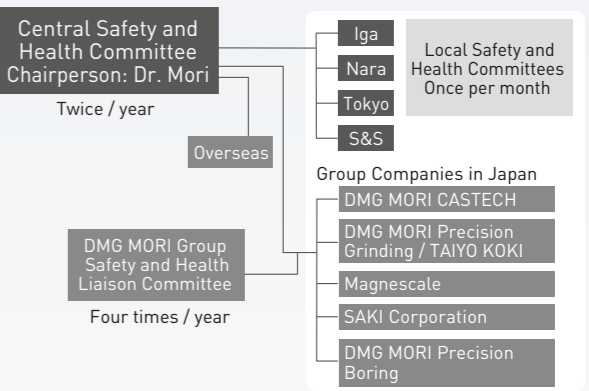 Central Safety and
Health Committee
Chairperson: Dr. Mori
Twice / year
Overseas
DMG MORI Group
Safety and Health
Liaison Committee
Four times / year
Iga
Nara
Tokyo
S&S
Local Safety and
Health Committees
Once per month
Group Companies in Japan
DMG MORI CASTECH
DMG MORI Precision
Grinding / TAIYO KOKI
Magnescale
SAKI Corporation
DMG MORI Precision
Boring